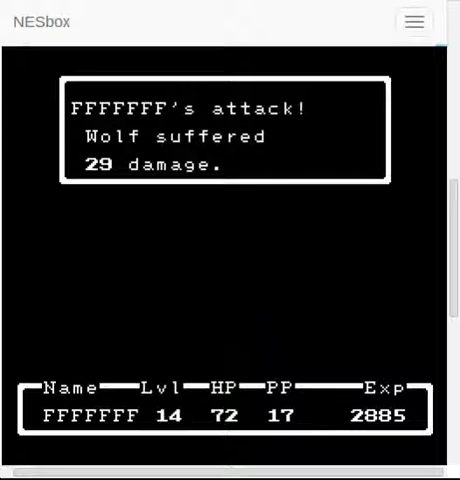 NESbox
FFFFFFF's attack!
Wolf suffered
29 damage.
Name Lvl HP PP Exp
FFFFFFF 14 72 17 2885